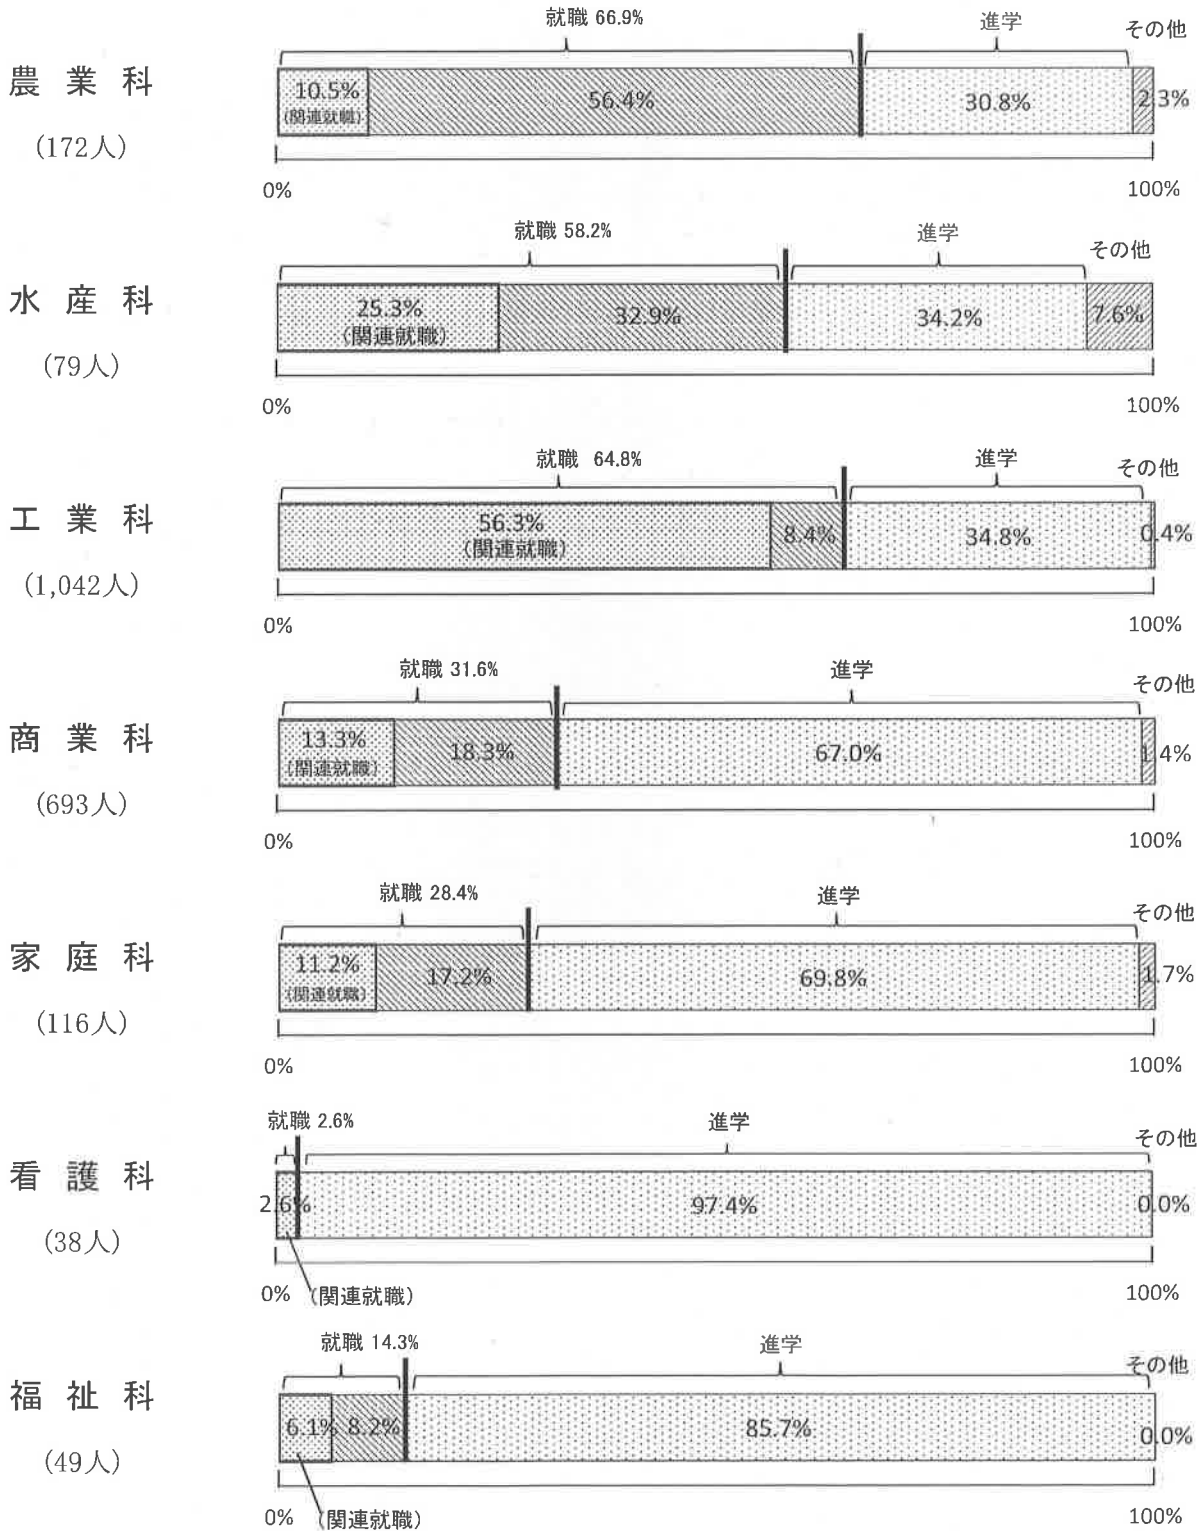 就職 66.9%
進学
その他
農業科
10.5%
(関連就職)
56.4%
30.8%
2.3%
(172人)
0%
100%
就職 58.2%
進学
その他
水産科
25.3%
(関連就職)
32.9%
34.2%
7.6%
(79人)
0%
100%
就職 64.8%
進学
その他
工業科
56.3%
(関連就職)
8.4%
34.8%
0.4%
(1,042人)
0%
100%
就職 31.6%
進学
その他
商業科
13.3%
(関連就職)
18.3%
67.0%
1.4%
(693人)
0%
100%
就職 28.4%
進学
その他
家庭科
11.2%
(関連就職)
17.2%
69.8%
1.7%
(116人)
0%
100%
就職 2.6%
進学
その他
看護科
2.6%
97.4%
0.0%
(38人)
0%
(関連就職)
100%
就職 14.3%
進学
その他
福祉科
6.1%
8.2%
85.7%
0.0%
(49人)
0%
(関連就職)
100%